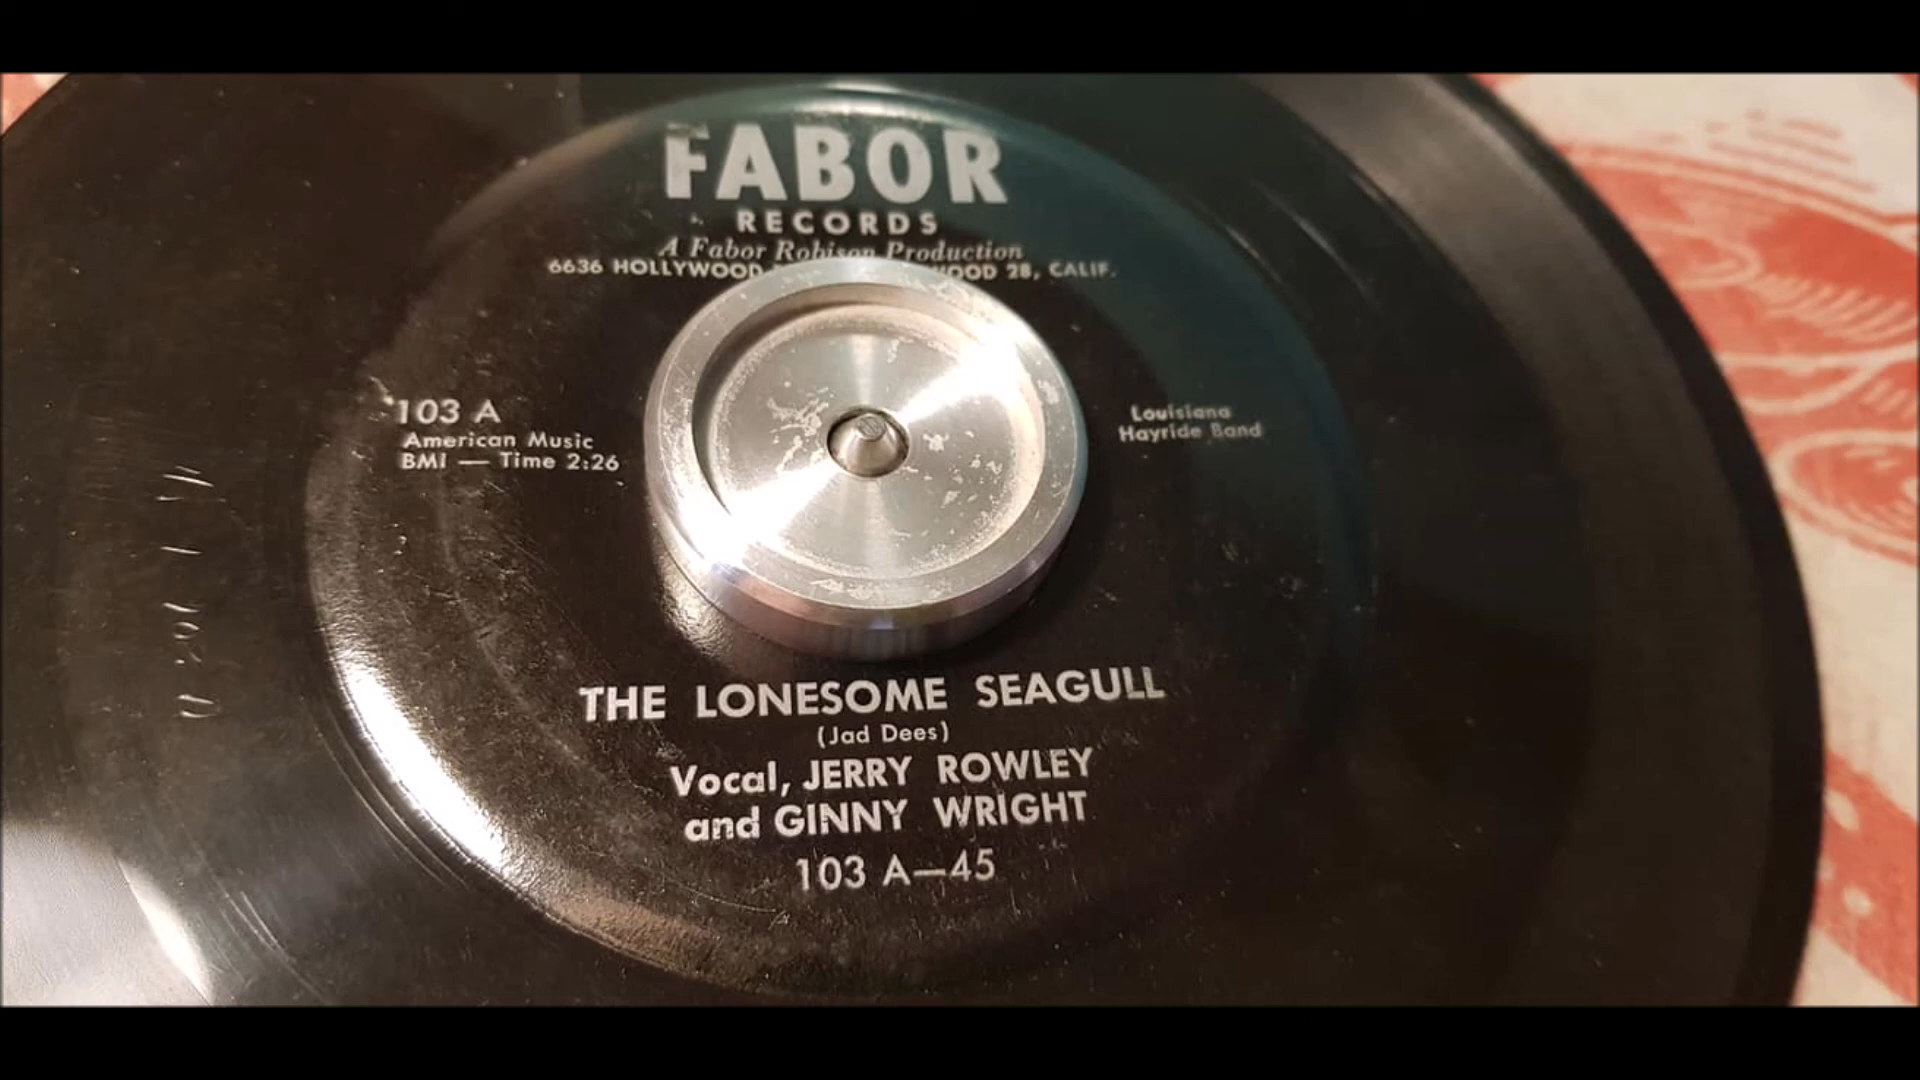 FABOR
RECORDS
A Fabor Robison Production
6636 HOLLYWOOD 28, CALIF.
103 A
American Music
BMI — Time 2:26
Louisiana
Hayride Band
THE LONESOME SEAGULL
(Jad Dees)
Vocal, JERRY ROWLEY
and GINNY WRIGHT
103 A—45